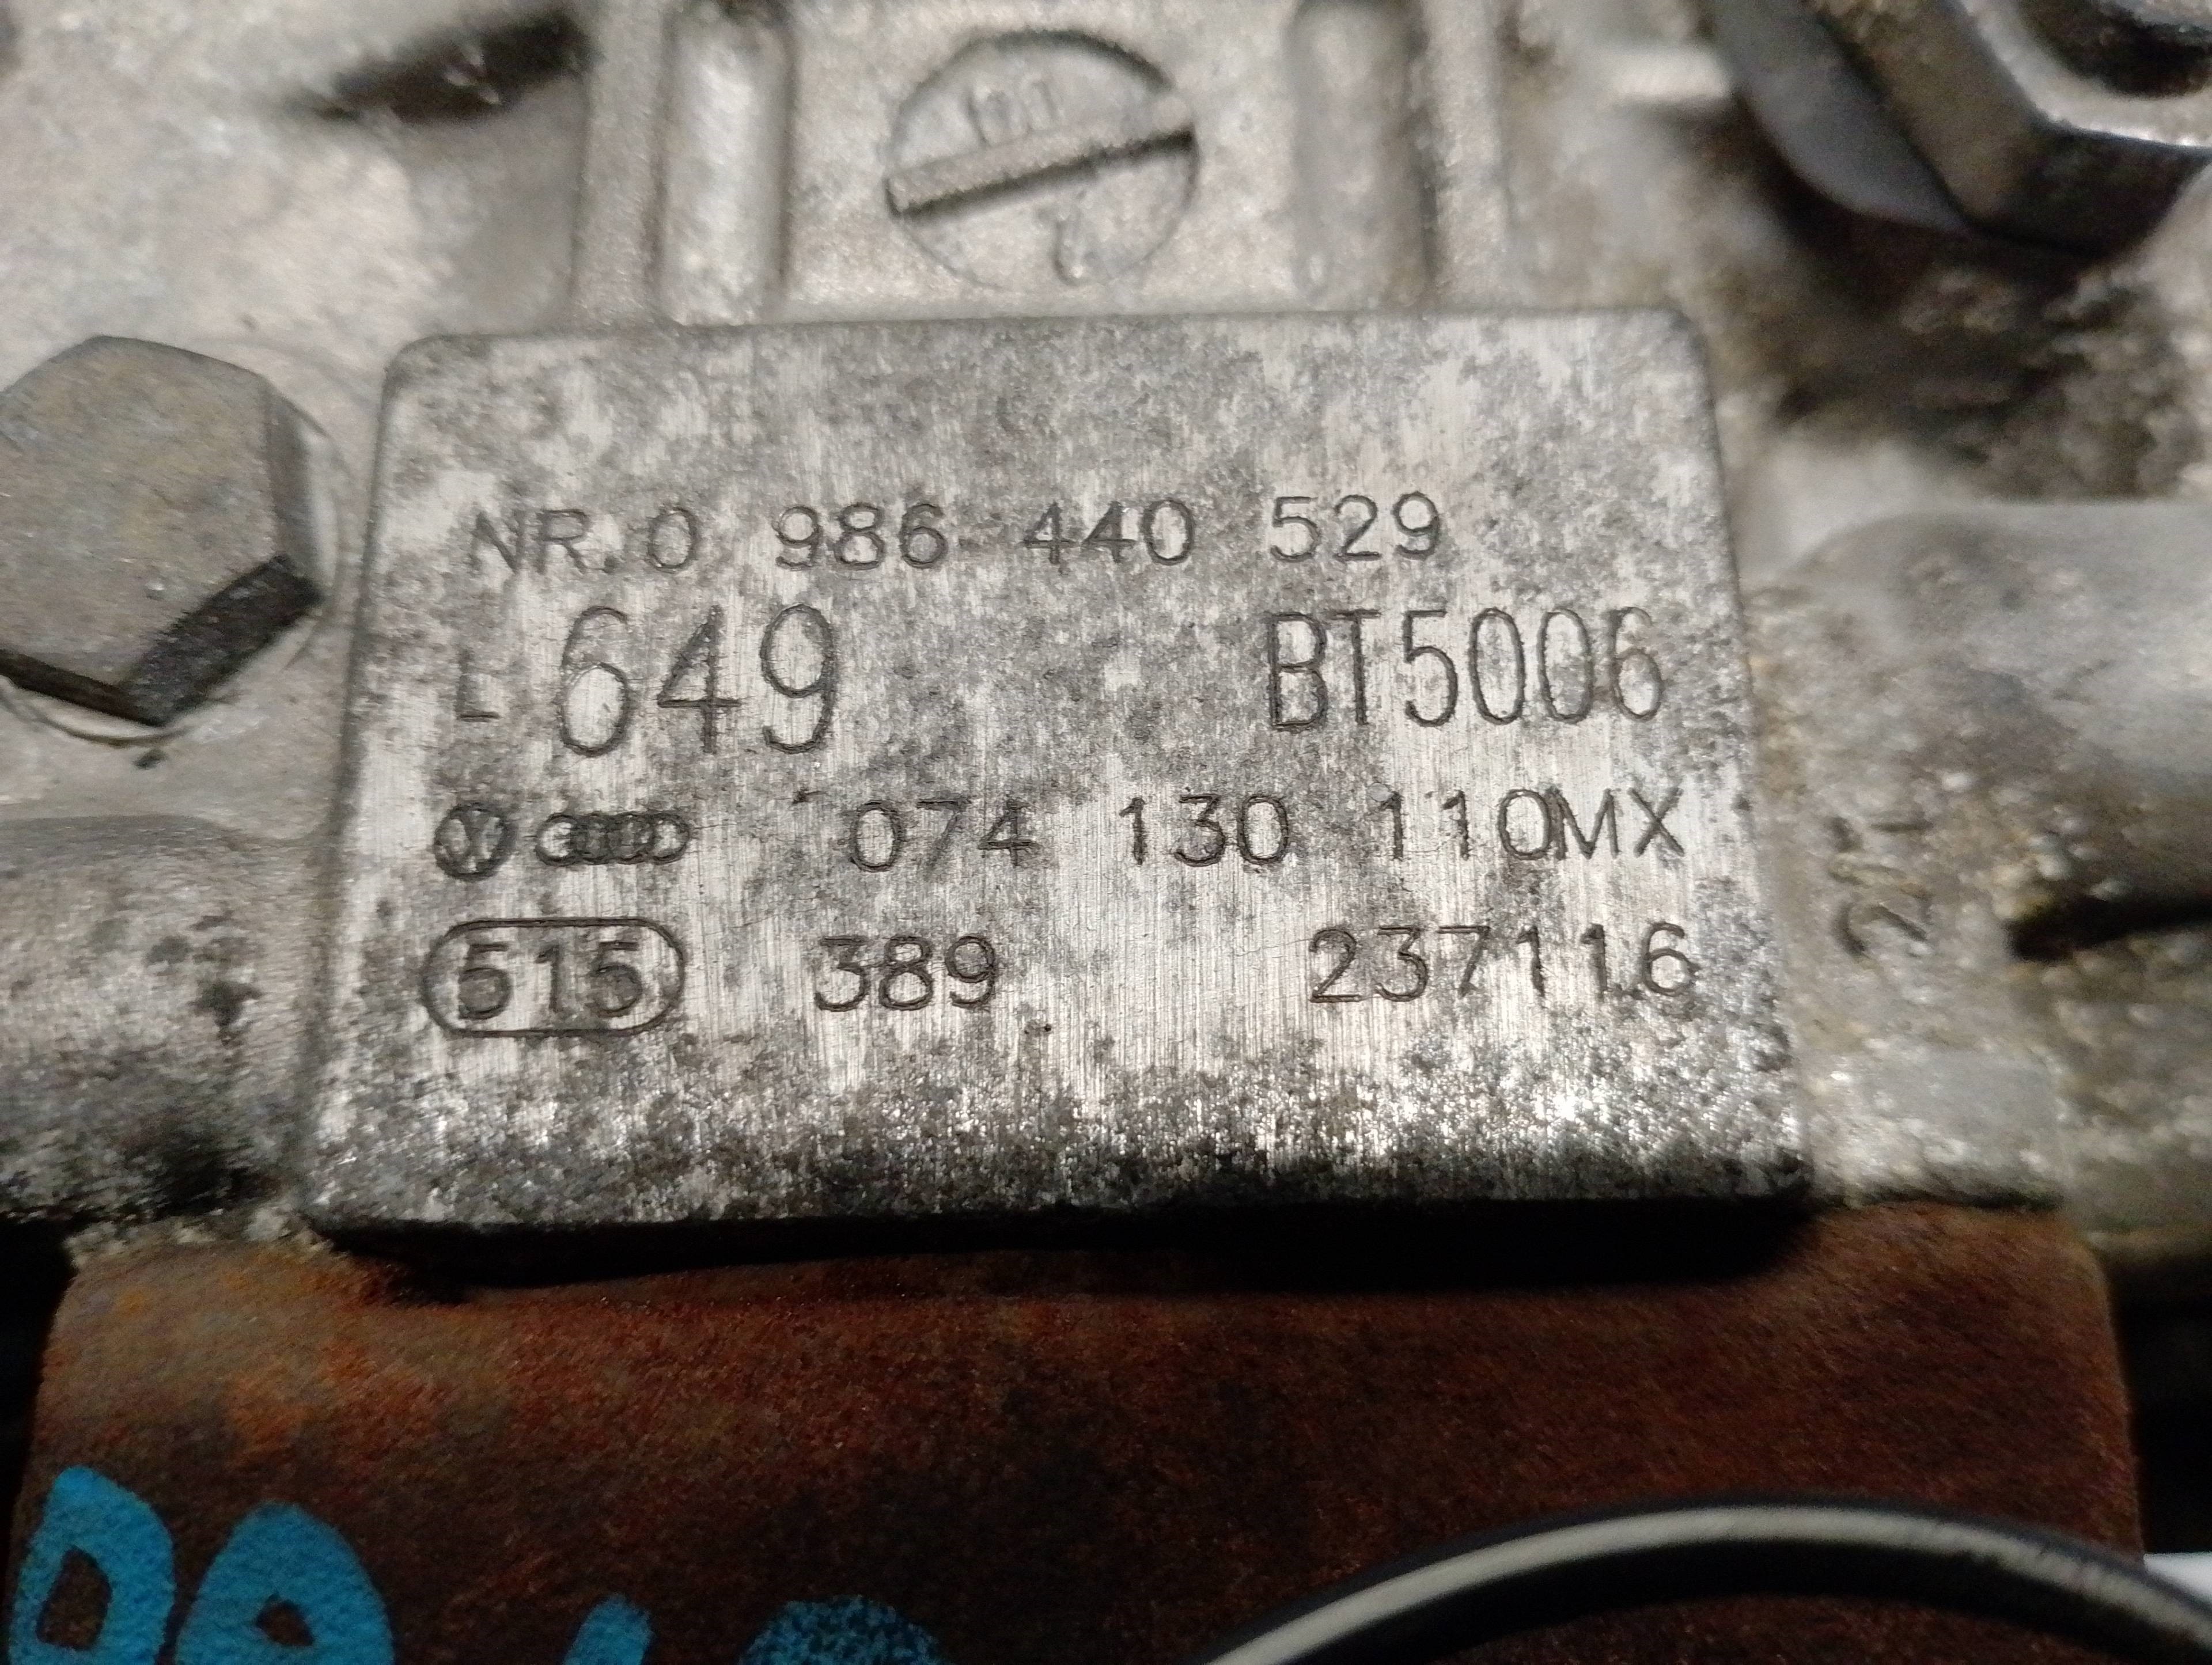 NR.0 986 440 529
L 649 BT5006
074 130 110MX
515 389 237116